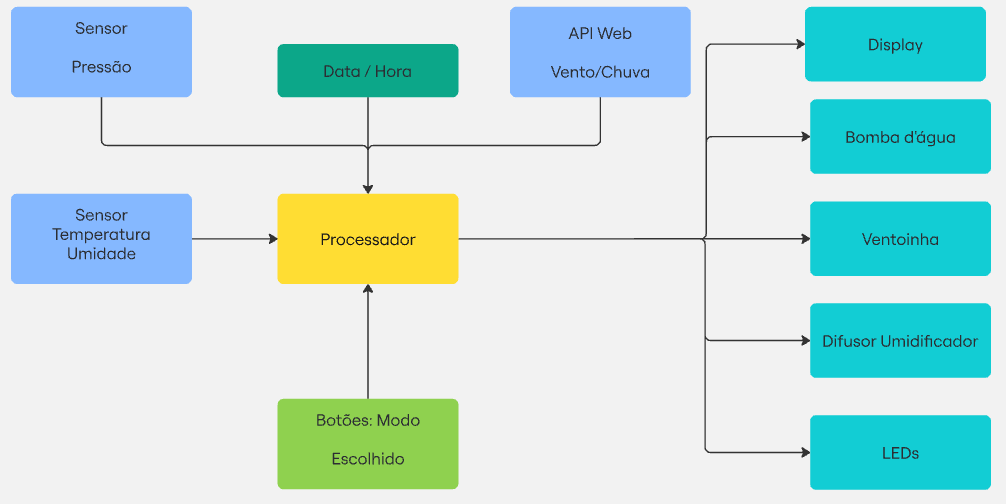 Sensor
Pressão
Data / Hora
API Web
Vento/Chuva
Display
Bomba d'água
Sensor
Temperatura
Umidade
Processador
Ventoinha
Difusor Umidificador
Botões: Modo
Escolhido
LEDs